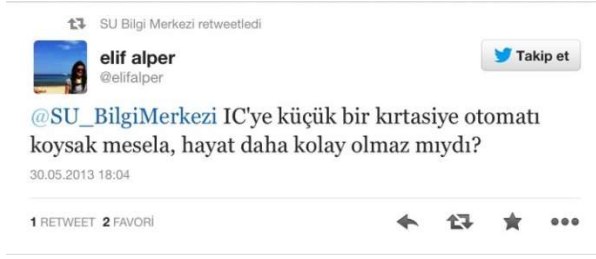 SU Bilgi Merkezi retweetledi
elif alper
@elifalper
Takip et
@SU_BilgiMerkezi IC'ye küçük bir kırtasiye otomatı
koysak mesela, hayat daha kolay olmaz mıydı?
30.05.2013 18:04
1 RETWEET 2 FAVORİ